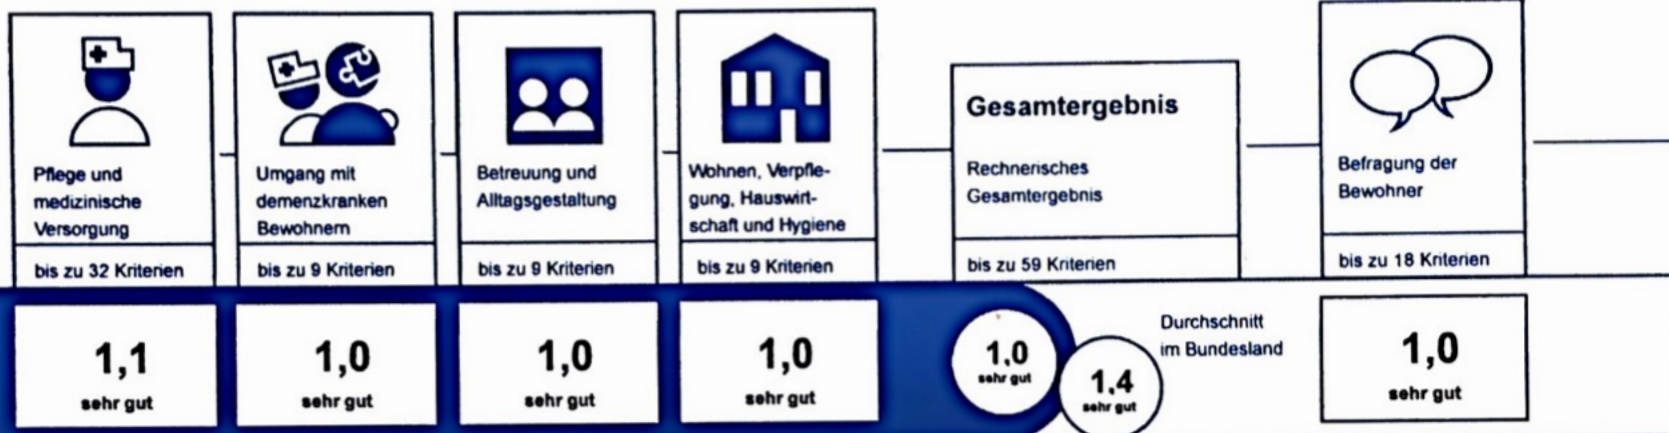 Pflege und
medizinische
Versorgung
bis zu 32 Kriterien
1,1
sehr gut
Umgang mit
demenzkranken
Bewohnern
bis zu 9 Kriterien
1,0
sehr gut
Betreuung und
Alltagsgestaltung
bis zu 9 Kriterien
1,0
sehr gut
Wohnen, Verpfle-
gung, Hauswirt-
schaft und Hygiene
bis zu 9 Kriterien
1,0
sehr gut
Gesamtergebnis
Rechnerisches
Gesamtergebnis
bis zu 59 Kriterien
1,0
sehr gut
1,4
sehr gut
Durchschnitt
im Bundesland
Befragung der
Bewohner
bis zu 18 Kriterien
1,0
sehr gut